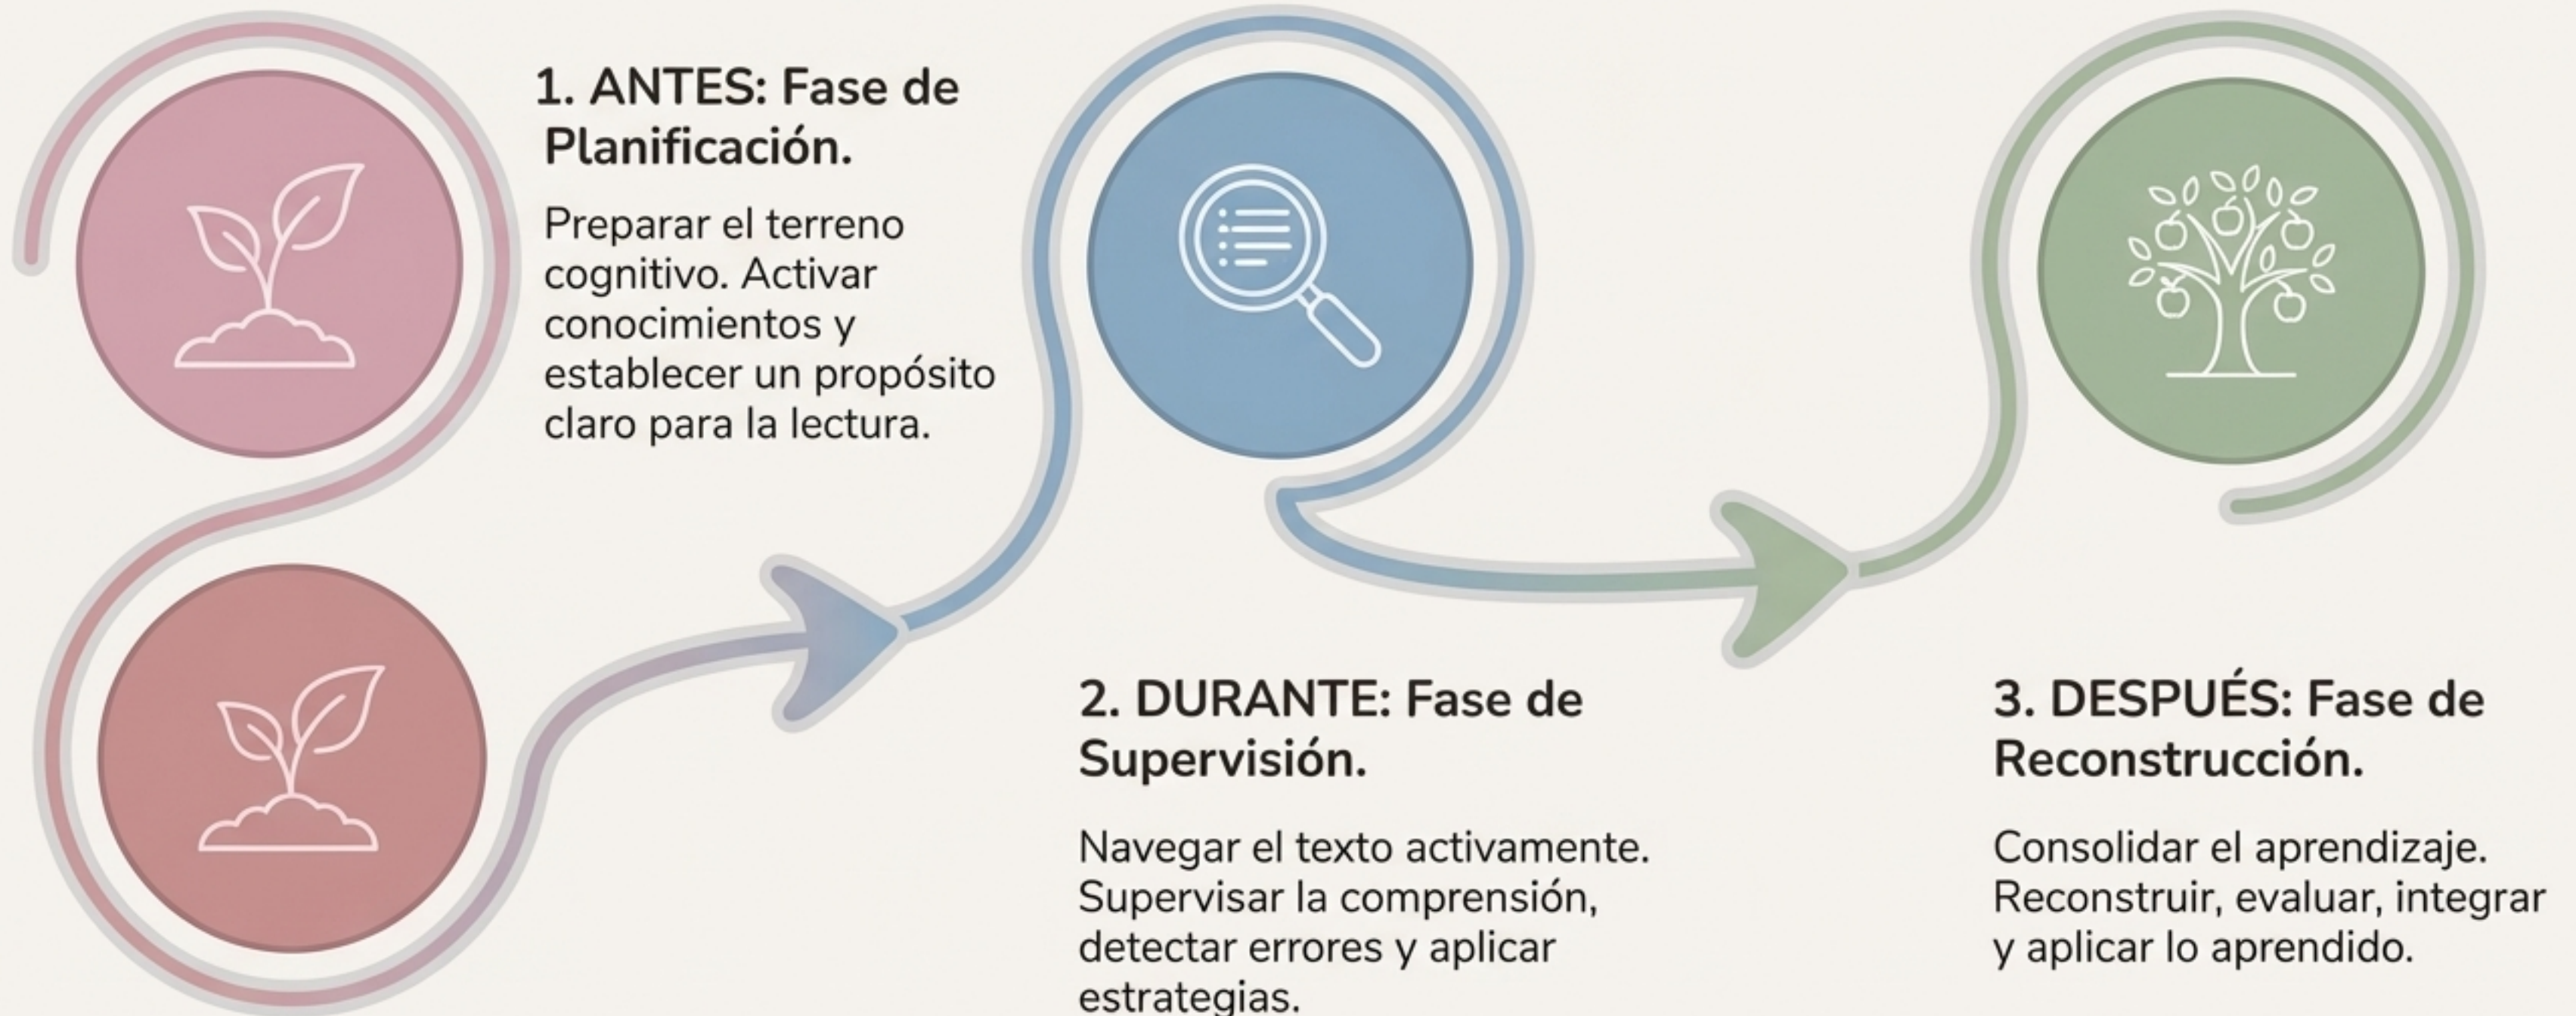 1. ANTES: Fase de
Planificación.
Preparar el terreno
cognitivo. Activar
conocimientos y
establecer un propósito
claro para la lectura.
2. DURANTE: Fase de
Supervisión.
Navegar el texto activamente.
Supervisar la comprensión,
detectar errores y aplicar
estrategias.
3. DESPUÉS: Fase de
Reconstrucción.
Consolidar el aprendizaje.
Reconstruir, evaluar, integrar
y aplicar lo aprendido.